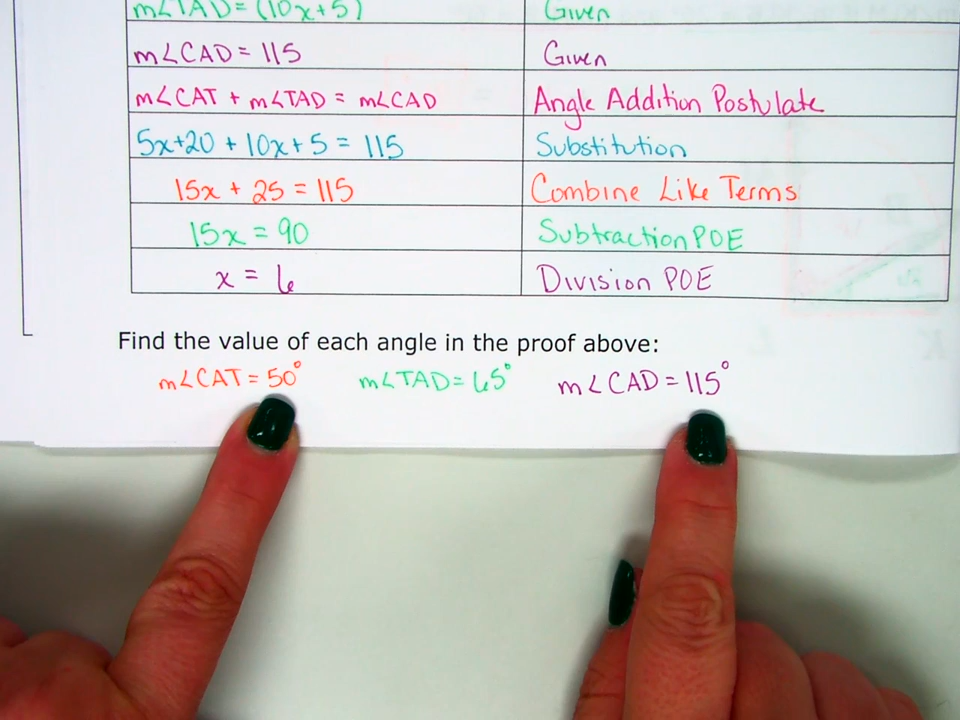 m∠TAD = (10x+5) Given
m∠CAD = 115 Given
m∠CAT + m∠TAD = m∠CAD Angle Addition Postulate
5x+20 + 10x+5 = 115 Substitution
15x + 25 = 115 Combine Like Terms
15x = 90 Subtraction POE
x = 6 Division POE
Find the value of each angle in the proof above:
m∠CAT = 50° m∠TAD = 65° m∠CAD = 115°